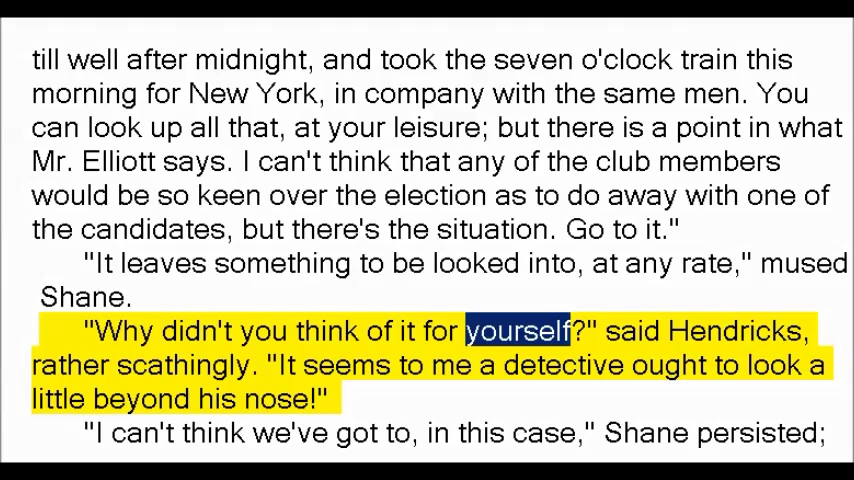 till well after midnight, and took the seven o'clock train this
morning for New York, in company with the same men. You
can look up all that, at your leisure; but there is a point in what
Mr. Elliott says. I can't think that any of the club members
would be so keen over the election as to do away with one of
the candidates, but there's the situation. Go to it."
"It leaves something to be looked into, at any rate," mused
Shane.
"Why didn't you think of it for yourself?" said Hendricks,
rather scathingly. "It seems to me a detective ought to look a
little beyond his nose!"
"I can't think we've got to, in this case," Shane persisted;